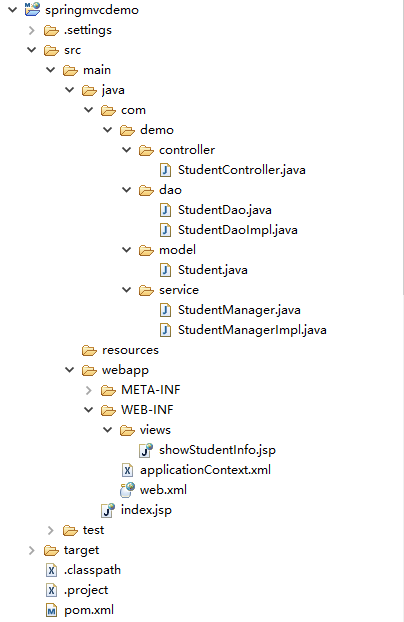 springmvcdemo
.settings
src
main
java
com
demo
controller
StudentController.java
dao
StudentDao.java
StudentDaoImpl.java
model
Student.java
service
StudentManager.java
StudentManagerImpl.java
resources
webapp
META-INF
WEB-INF
views
showStudentInfo.jsp
applicationContext.xml
web.xml
index.jsp
test
target
.classpath
.project
pom.xml